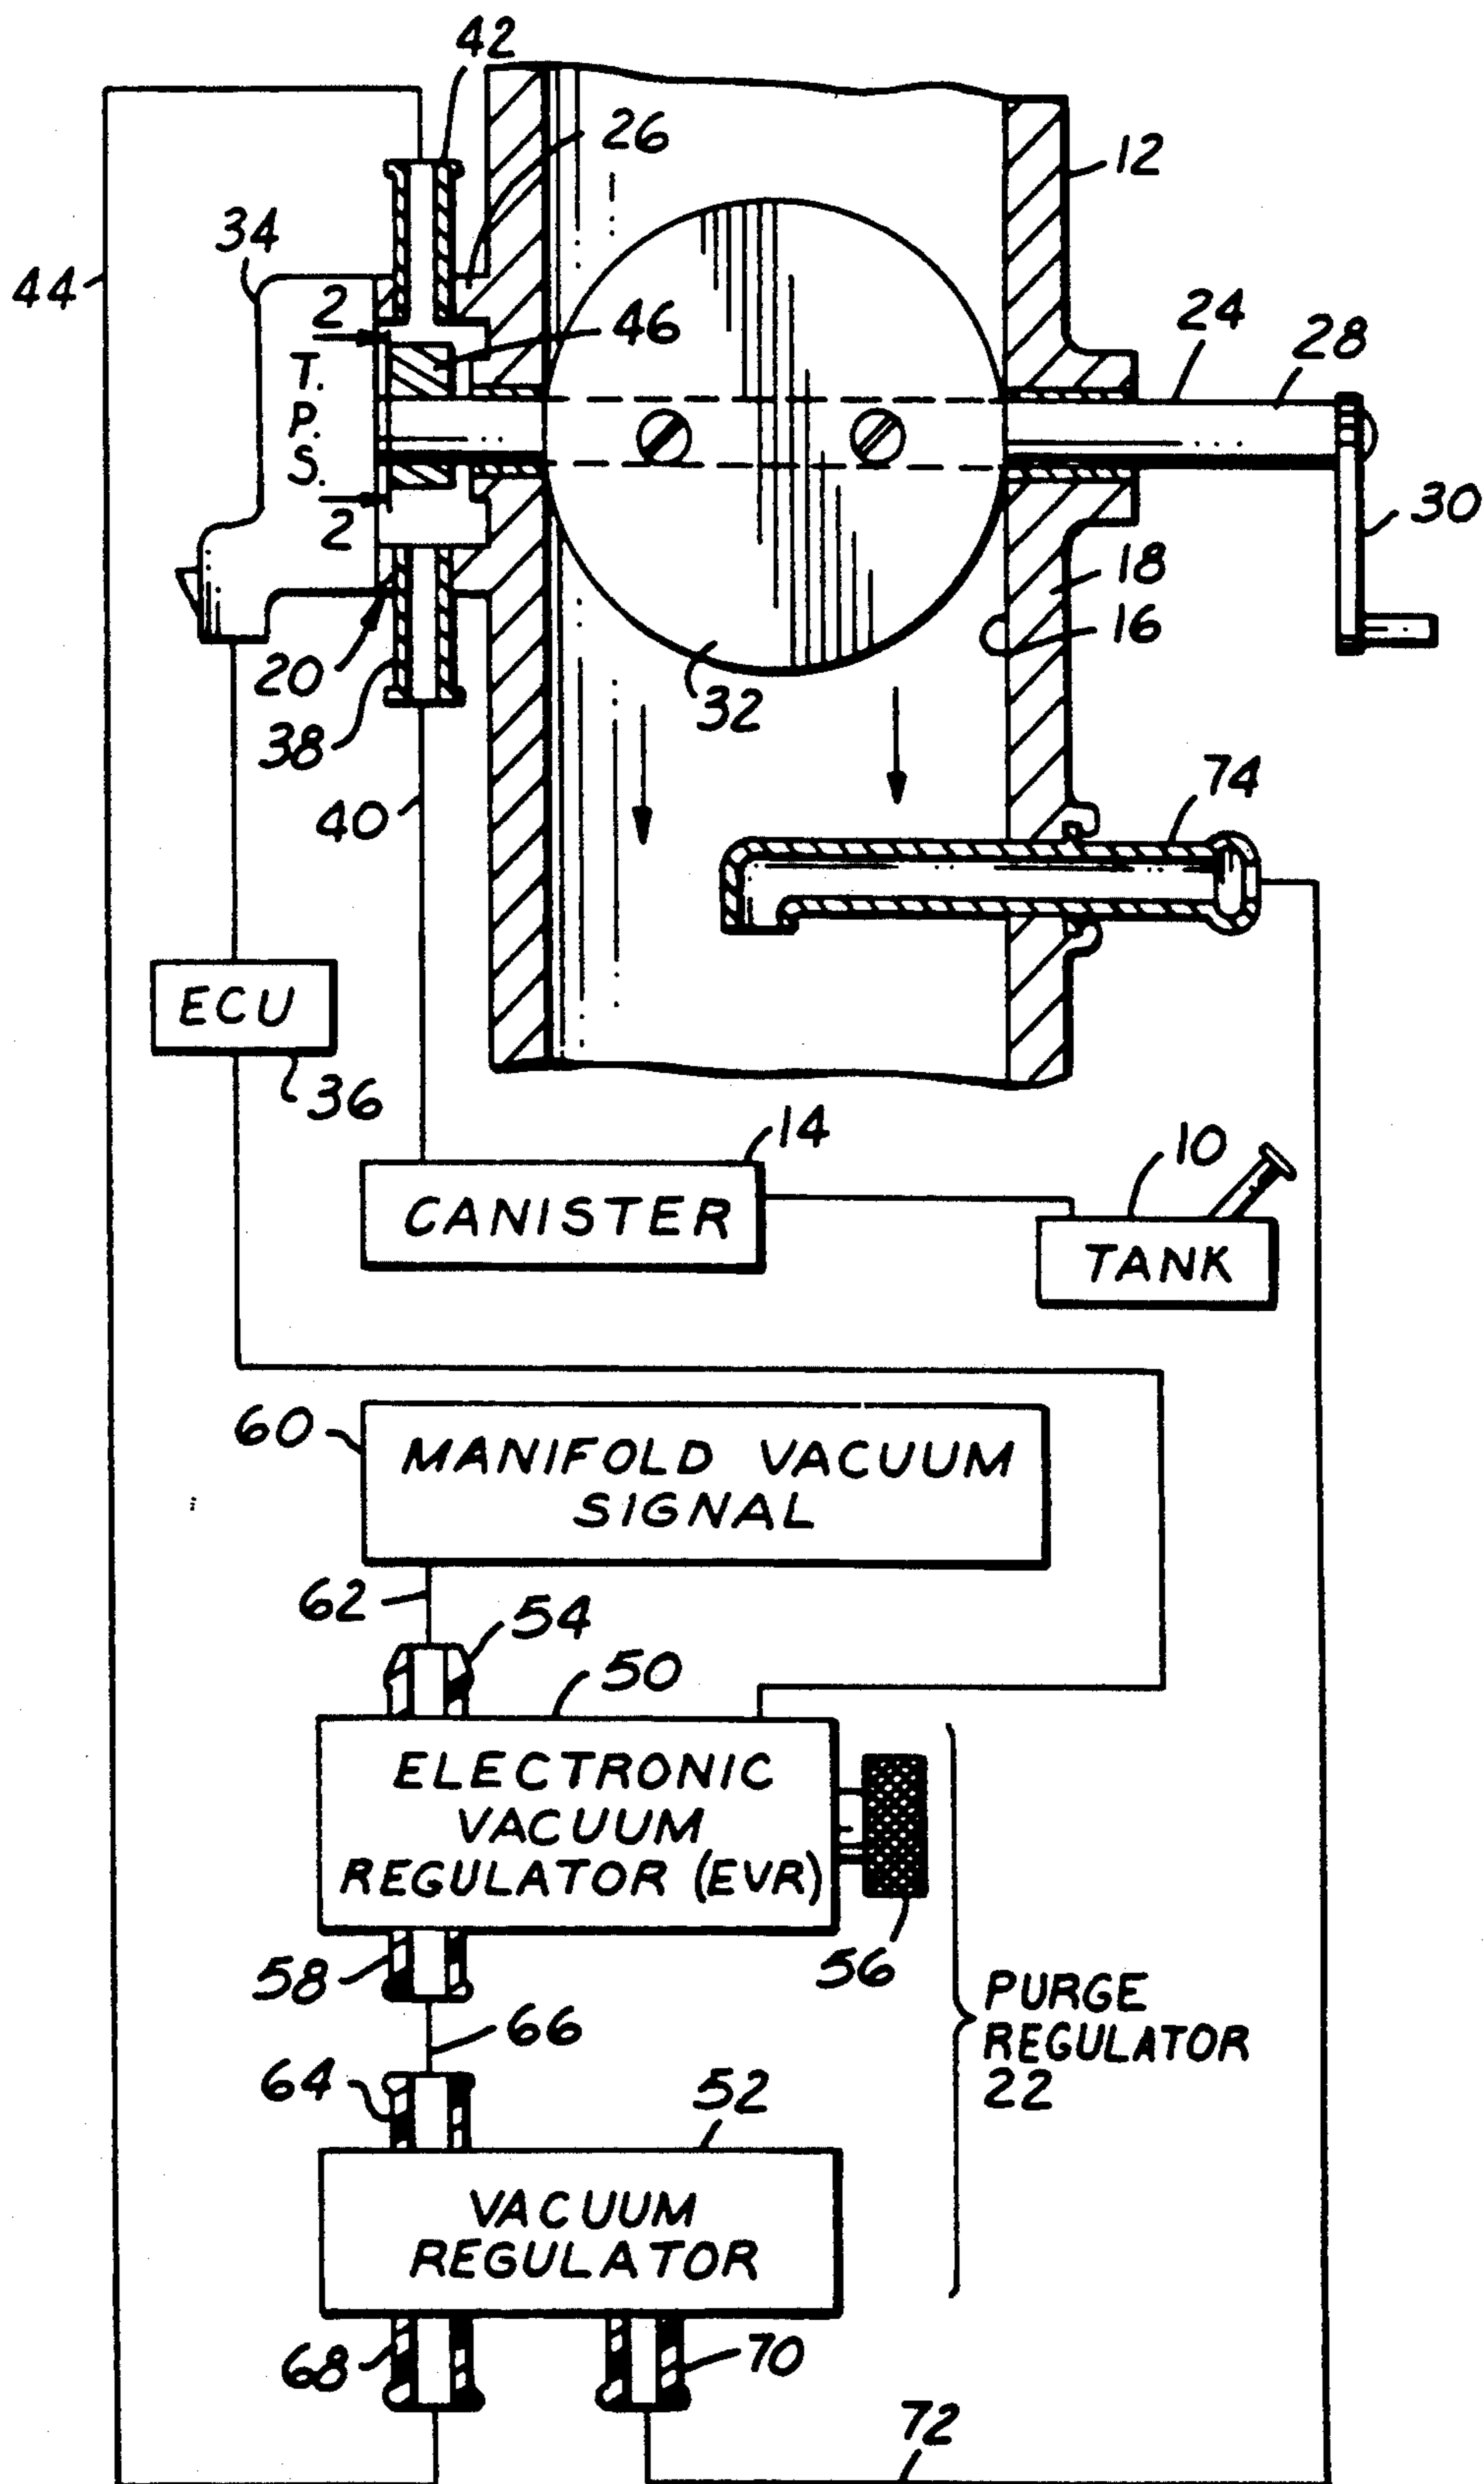 42
26
12
34
44
2
46
24
28
T.
P.
S.
30
2
18
16
20
32
38
74
40
ECU
36
14
10
CANISTER
TANK
60
MANIFOLD VACUUM
SIGNAL
62
54
50
ELECTRONIC
VACUUM
REGULATOR (EVR)
58
56
66
PURGE
REGULATOR
22
64
52
VACUUM
REGULATOR
68
70
72